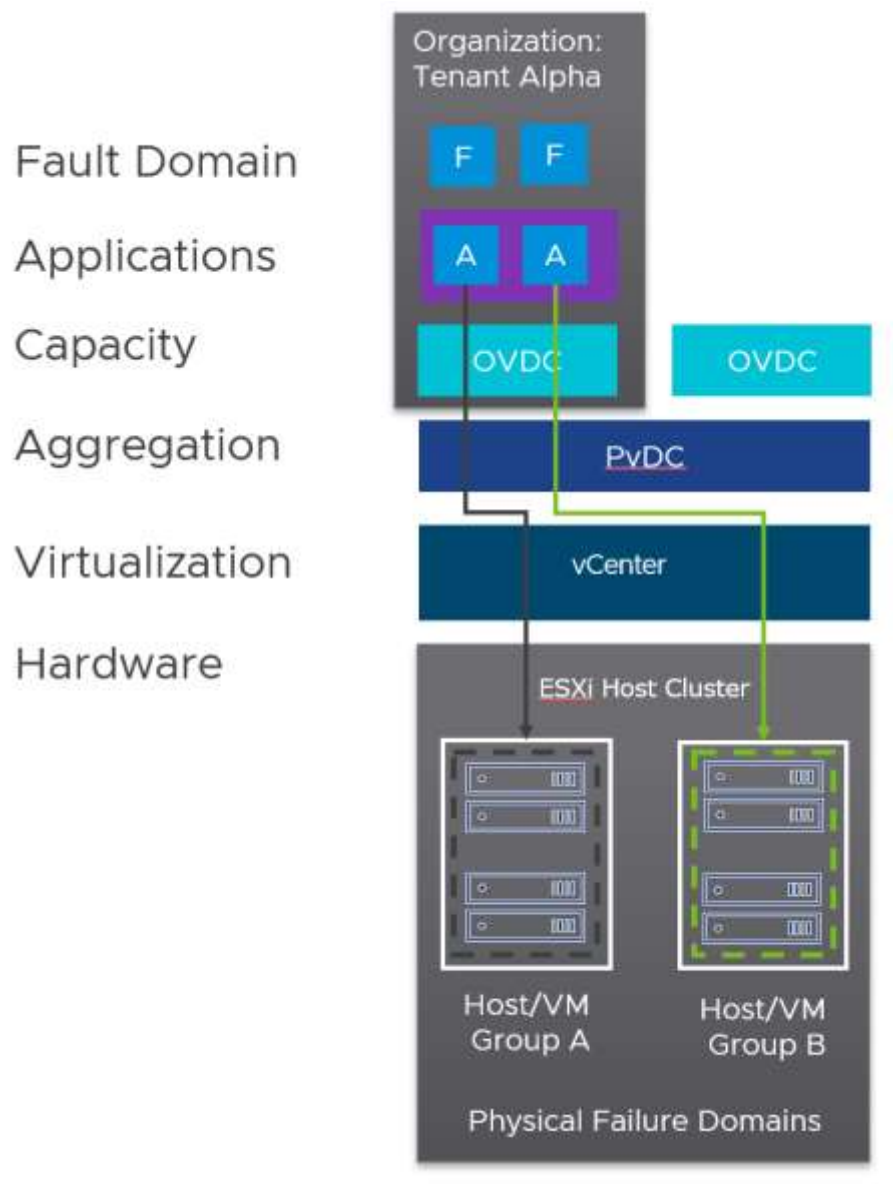 Organization:
Tenant Alpha
Fault Domain
F F
Applications
A A
Capacity
OVDC OVDC
Aggregation
PvDC
Virtualization
vCenter
Hardware
ESXi Host Cluster
Host/VM
Group A
Host/VM
Group B
Physical Failure Domains